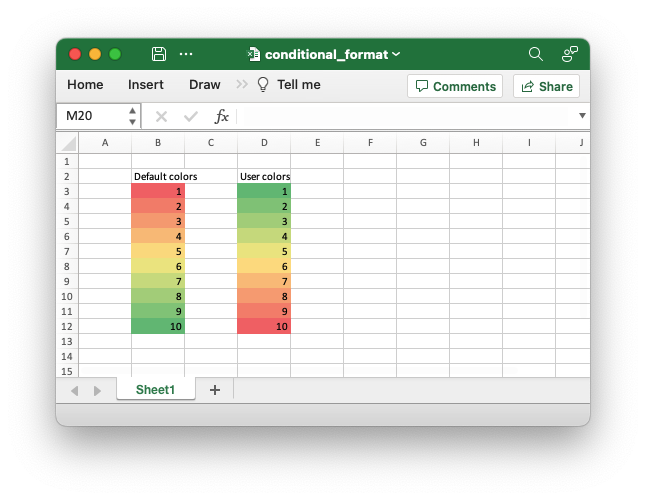 conditional_format
Home Insert Draw Tell me Comments Share
M20 fx
A B C D E F G H I J
1
2 Default colors User colors
3 1 1
4 2 2
5 3 3
6 4 4
7 5 5
8 6 6
9 7 7
10 8 8
11 9 9
12 10 10
13
14
15
Sheet1 +